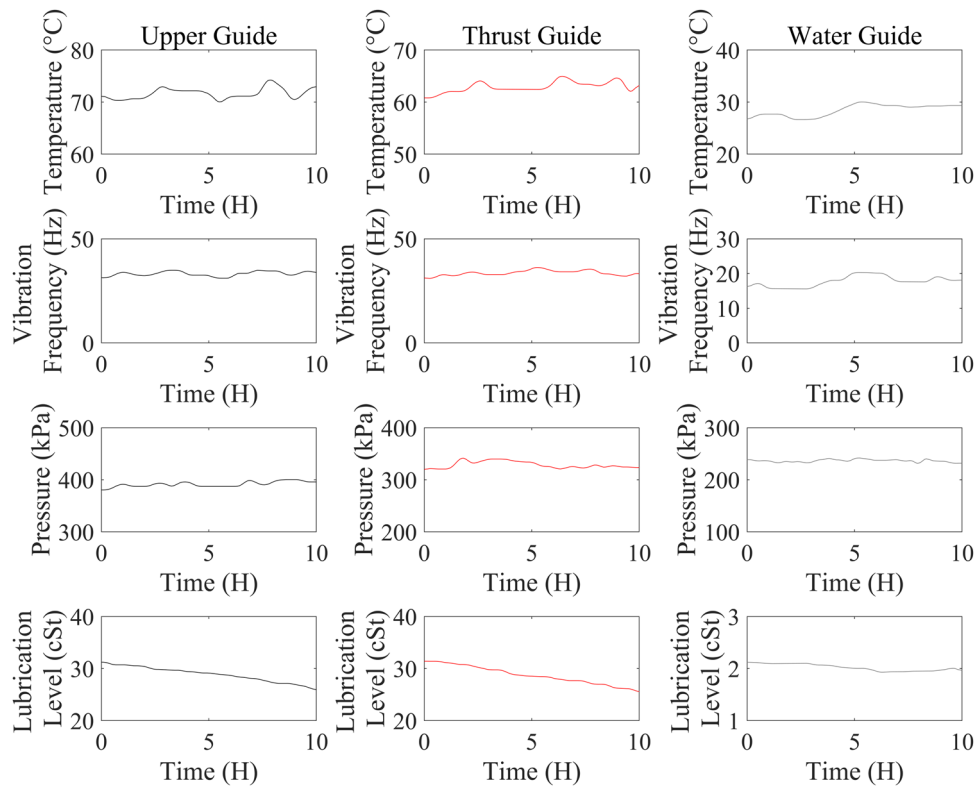 Upper Guide
Thrust Guide
Water Guide
Temperature (°C)
80
70
60
0 5 10
Time (H)
Temperature (°C)
70
60
50
0 5 10
Time (H)
Temperature (°C)
40
30
20
0 5 10
Time (H)
Vibration
Frequency (Hz)
50
0
0 5 10
Time (H)
Vibration
Frequency (Hz)
50
0
0 5 10
Time (H)
Vibration
Frequency (Hz)
30
20
10
0
0 5 10
Time (H)
Pressure (kPa)
500
400
300
0 5 10
Time (H)
Pressure (kPa)
400
300
200
0 5 10
Time (H)
Pressure (kPa)
300
200
100
0 5 10
Time (H)
Lubrication
Level (cSt)
40
30
20
0 5 10
Time (H)
Lubrication
Level (cSt)
40
30
20
0 5 10
Time (H)
Lubrication
Level (cSt)
3
2
1
0 5 10
Time (H)